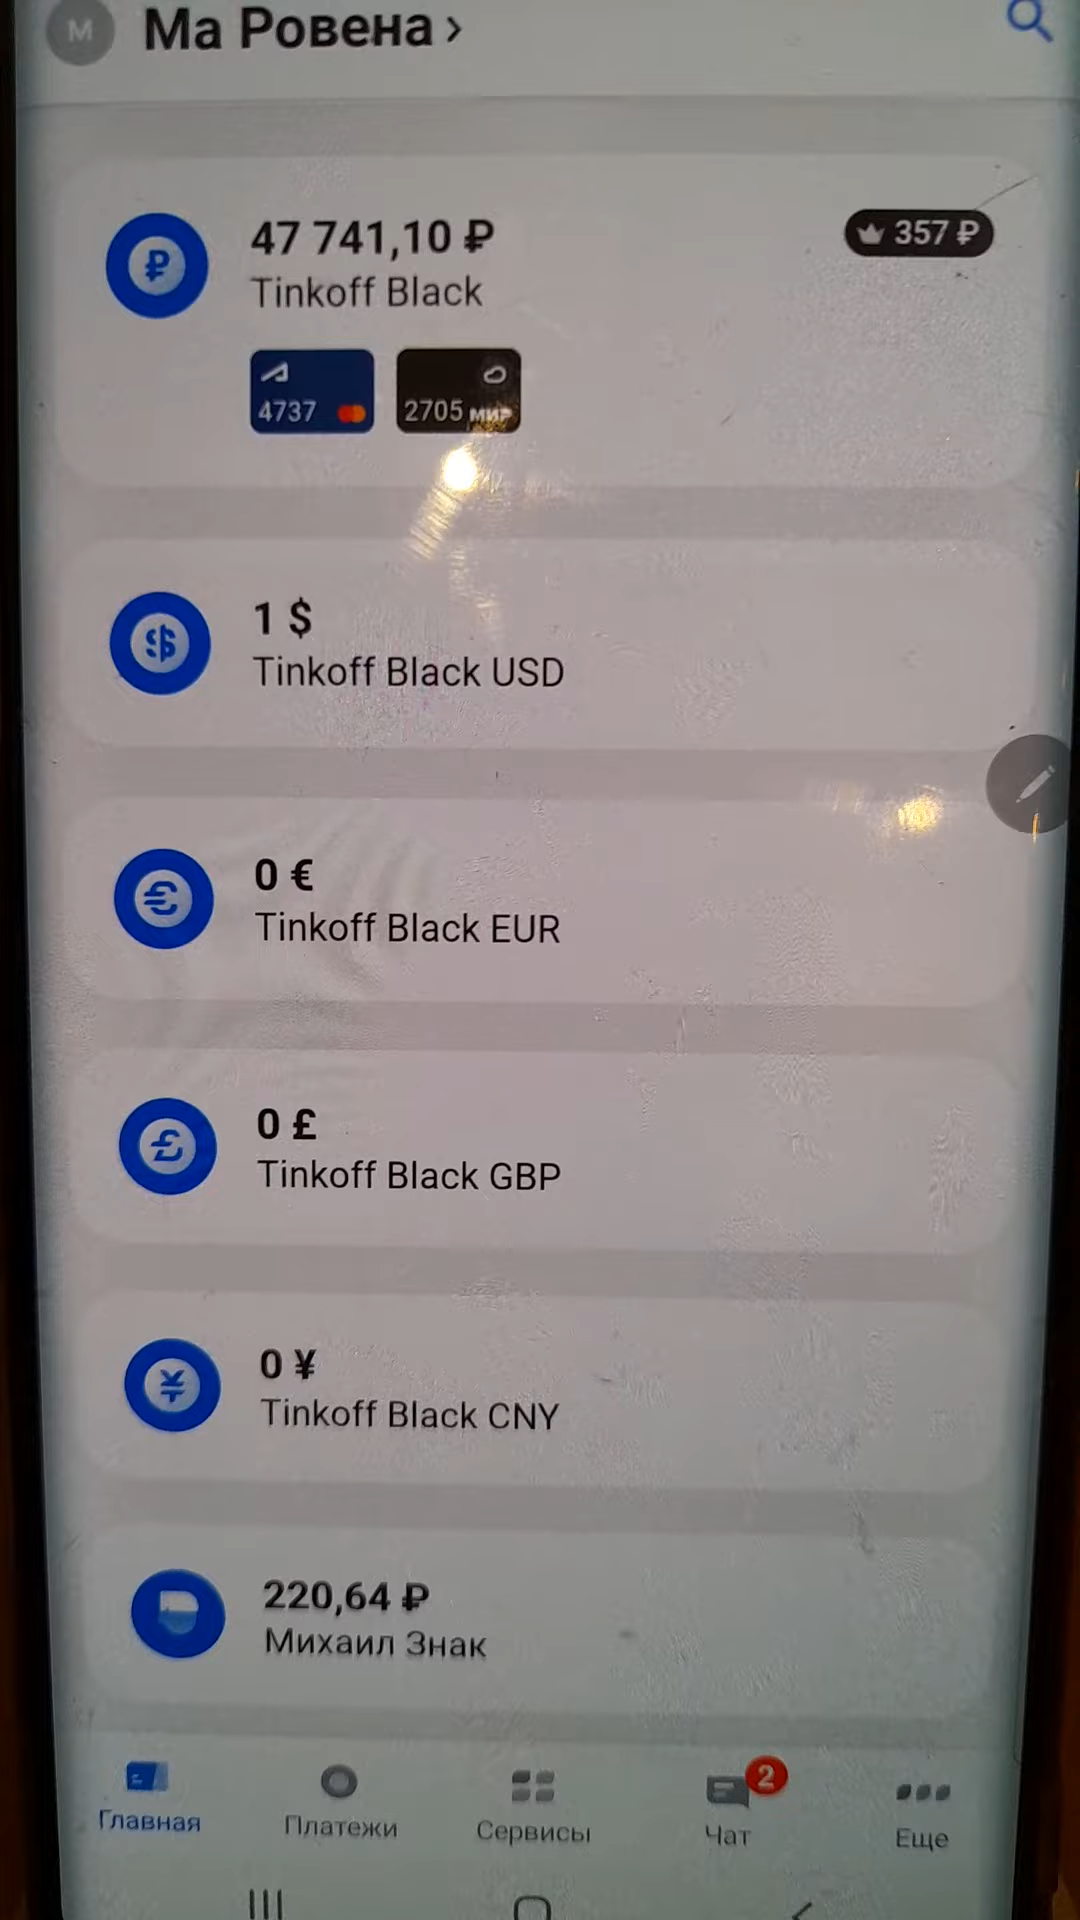 М Ма Ровена
47 741,10 ₽
357 ₽
Tinkoff Black
4737
2705 МИР
1 $
Tinkoff Black USD
0 €
Tinkoff Black EUR
0 £
Tinkoff Black GBP
0 ¥
Tinkoff Black CNY
220,64 ₽
Михаил Знак
2
Главная
Платежи
Сервисы
Чат
Еще